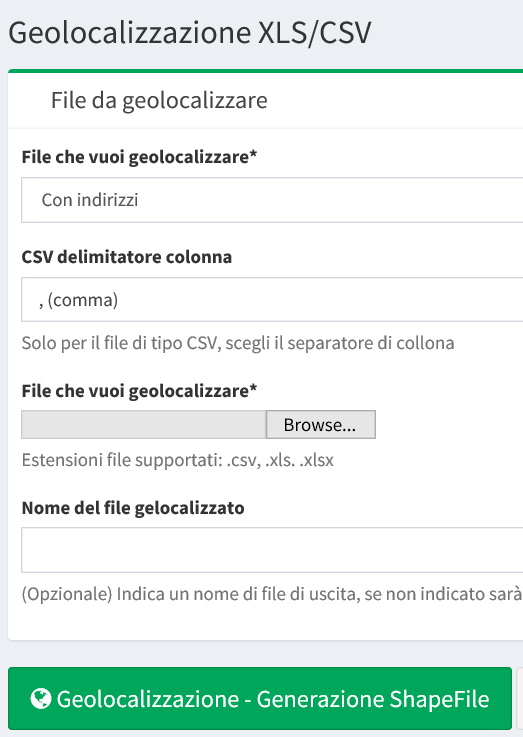 Geolocalizzazione XLS/CSV
File da geolocalizzare
File che vuoi geolocalizzare*
Con indirizzi
CSV delimitatore colonna
, (comma)
Solo per il file di tipo CSV, scegli il separatore di collona
File che vuoi geolocalizzare*
Browse...
Estensioni file supportati: .csv, .xls. .xlsx
Nome del file gelocalizzato
(Opzionale) Indica un nome di file di uscita, se non indicato sarà
Geolocalizzazione - Generazione ShapeFile